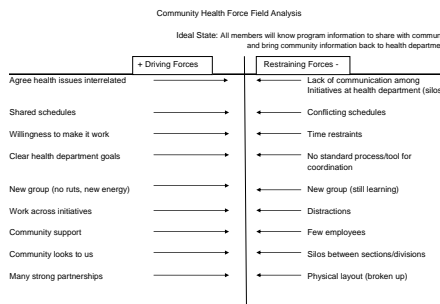 Community Health Force Field Analysis
Ideal State: All members will know program information to share with
and bring community information back to health
+ Driving Forces
Restraining Forces -
Agree health issues interrelated
Lack of communication among
Initiatives at health department (silos
Shared schedules
Conflicting schedules
Willingness to make it work
Time restraints
Clear health department goals
No standard process/tool for
coordination
New group (no ruts, new energy)
New group (still learning)
Work across initiatives
Distractions
Community support
Few employees
Community looks to us
Silos between sections/divisions
Many strong partnerships
Physical layout (broken up)